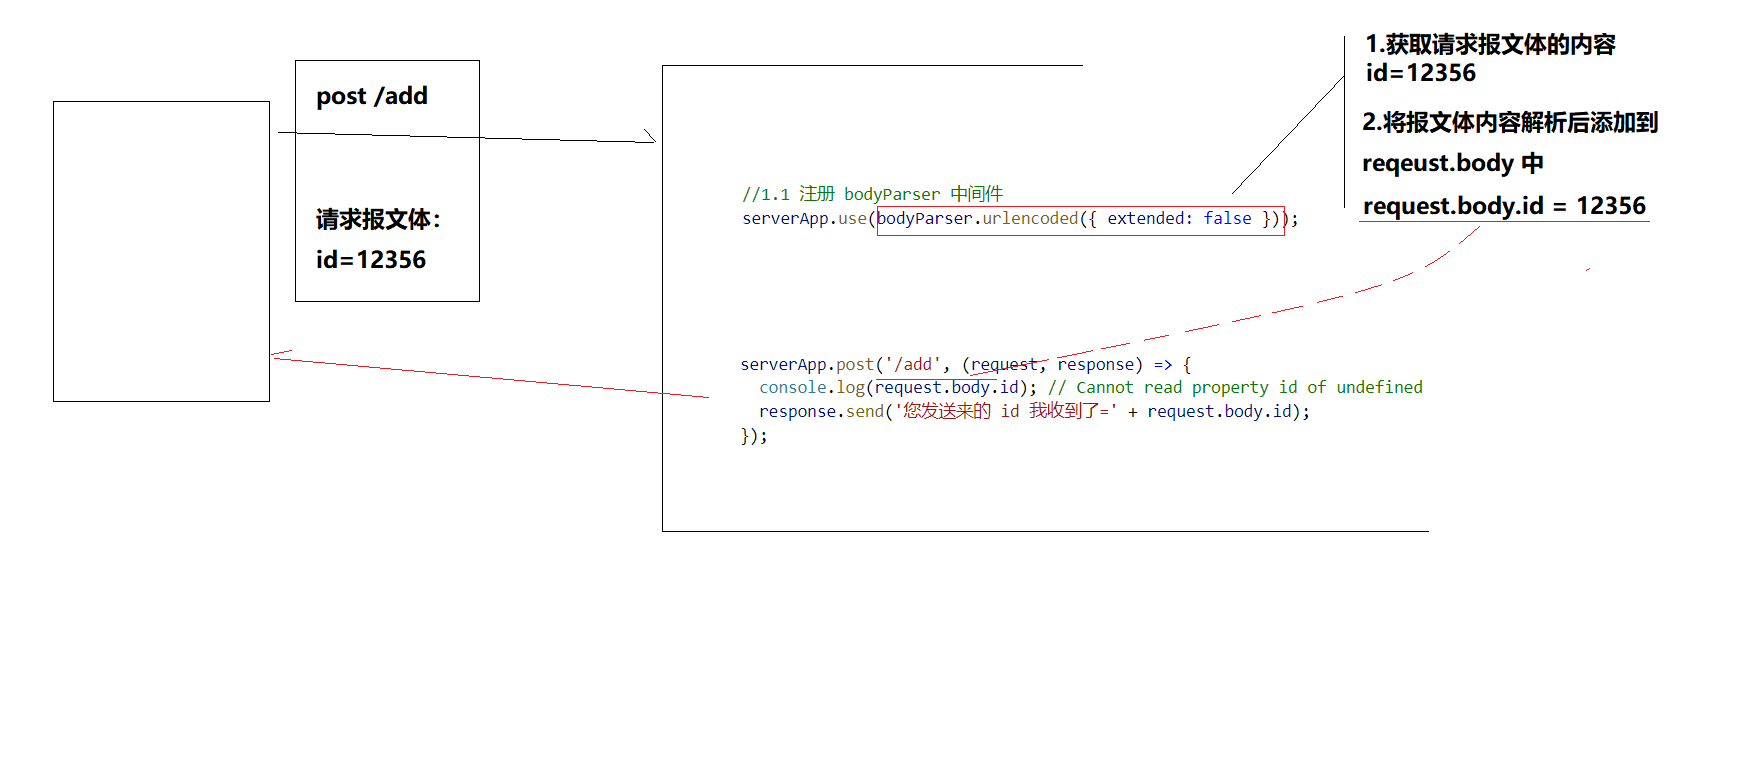 post /add
请求报文体：
id=12356
//1.1 注册 bodyParser 中间件
serverApp.use(bodyParser.urlencoded({ extended: false }));
serverApp.post('/add', (request, response) => {
console.log(request.body.id); // Cannot read property id of undefined
response.send('您发送来的 id 我收到了=' + request.body.id);
});
1.获取请求报文体的内容
id=12356
2.将报文体内容解析后添加到
reqeust.body 中
request.body.id = 12356